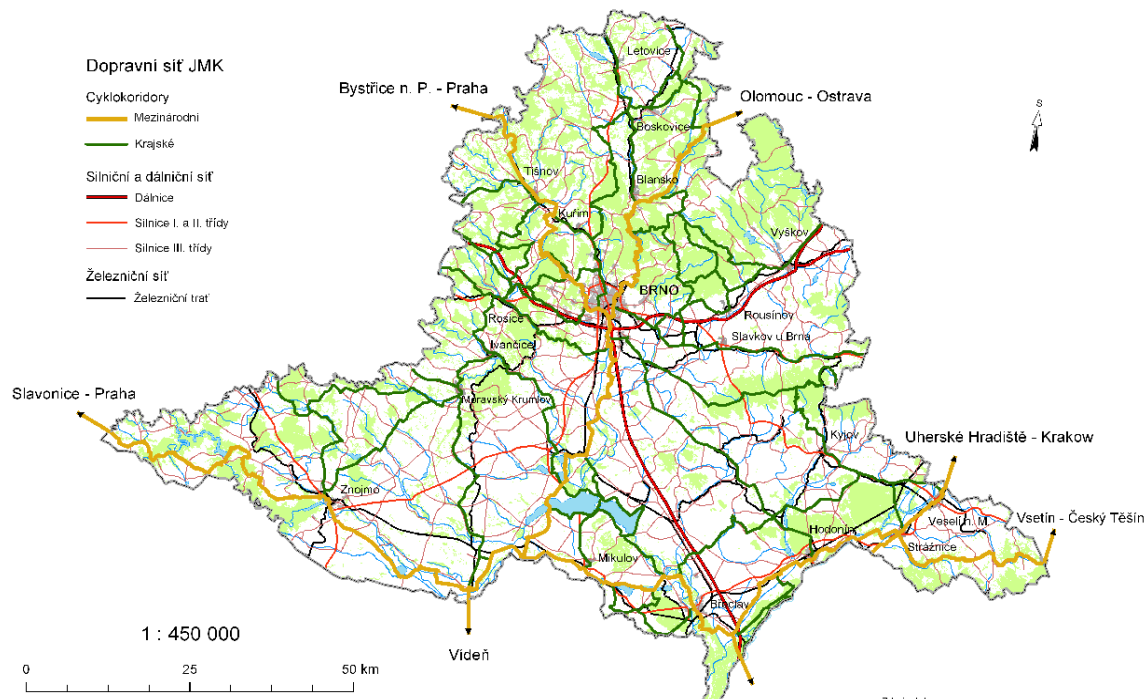 Dopravní síť JMK
Cyklokoridory
Mezinárodní
Krajské
Silniční a dálniční síť
Dálnice
Silnice I. a II. třídy
Silnice III. třídy
Železniční síť
Železniční trať
Bystřice n. P. - Praha
Olomouc - Ostrava
S
Letovice
Boskovice
Tišnov
Blansko
Kuřim
Vyškov
BRNO
Rosice
Rousínov
Ivančice
Slavkov u Brna
Slavonice - Praha
Moravský Krumlov
Kyjov
Uherské Hradiště - Krakow
Znojmo
Veselí n. M.
Vsetín - Český Těšín
Hodonín
Strážnice
Mikulov
Břeclav
Vídeň
1 : 450 000
0 25 50 km